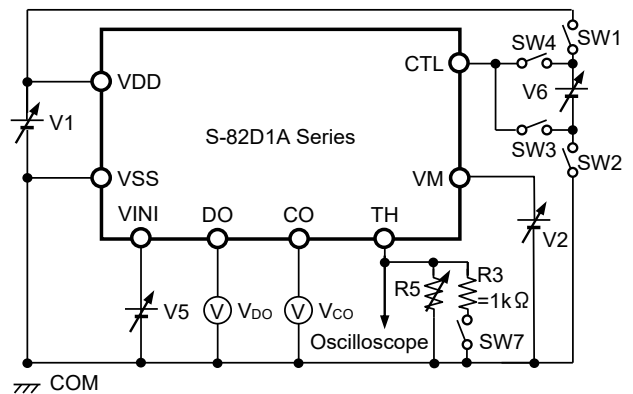 SW1
SW4
CTL
VDD
V6
V1
S-82D1A Series
SW3
SW2
VSS
VM
VINI
DO
CO
TH
V2
R5
R3
=1kΩ
V5
V
VDO
V
VCO
Oscilloscope
SW7
COM